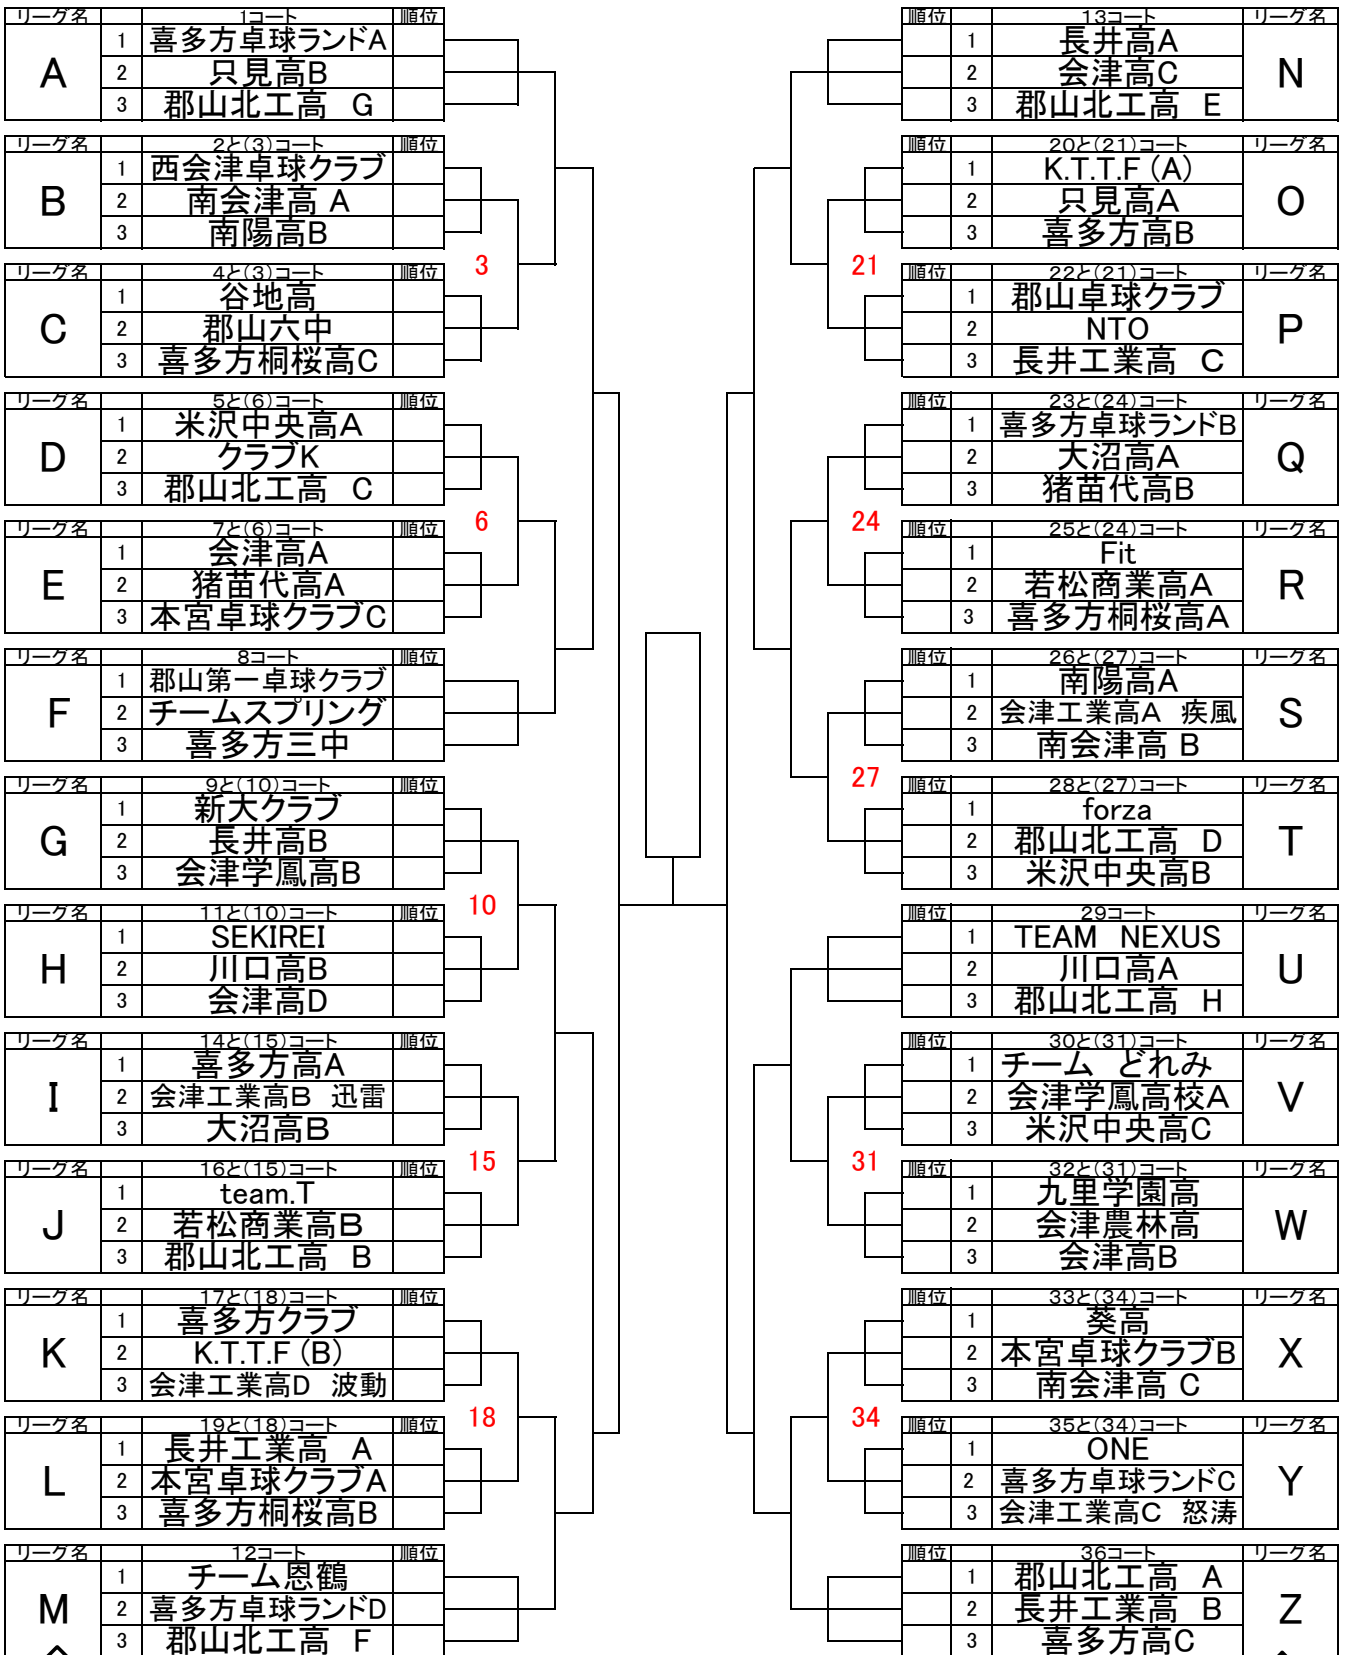 リーグ名 1コート 順位
A
1 喜多方卓球ランドA
2 只見高B
3 郡山北工高 G
リーグ名 2と(3)コート 順位
B
1 西会津卓球クラブ
2 南会津高 A
3 南陽高B
3
リーグ名 4と(3)コート 順位
C
1 谷地高
2 郡山六中
3 喜多方桐桜高C
リーグ名 5と(6)コート 順位
D
1 米沢中央高A
2 クラブK
3 郡山北工高 C
6
リーグ名 7と(6)コート 順位
E
1 会津高A
2 猪苗代高A
3 本宮卓球クラブC
リーグ名 8コート 順位
F
1 郡山第一卓球クラブ
2 チームスプリング
3 喜多方三中
リーグ名 9と(10)コート 順位
G
1 新大クラブ
2 長井高B
3 会津学鳳高B
10
リーグ名 11と(10)コート 順位
H
1 SEKIREI
2 川口高B
3 会津高D
リーグ名 14と(15)コート 順位
I
1 喜多方高A
2 会津工業高B 迅雷
3 大沼高B
15
リーグ名 16と(15)コート 順位
J
1 team.T
2 若松商業高B
3 郡山北工高 B
リーグ名 17と(18)コート 順位
K
1 喜多方クラブ
2 K.T.T.F (B)
3 会津工業高D 波動
18
リーグ名 19と(18)コート 順位
L
1 長井工業高 A
2 本宮卓球クラブA
3 喜多方桐桜高B
リーグ名 12コート 順位
M
1 チーム恩鶴
2 喜多方卓球ランドD
3 郡山北工高 F
順位 13コート リーグ名
N
1 長井高A
2 会津高C
3 郡山北工高 E
順位 20と(21)コート リーグ名
O
1 K.T.T.F (A)
2 只見高A
3 喜多方高B
21
順位 22と(21)コート リーグ名
P
1 郡山卓球クラブ
2 NTO
3 長井工業高 C
順位 23と(24)コート リーグ名
Q
1 喜多方卓球ランドB
2 大沼高A
3 猪苗代高B
24
順位 25と(24)コート リーグ名
R
1 Fit
2 若松商業高A
3 喜多方桐桜高A
順位 26と(27)コート リーグ名
S
1 南陽高A
2 会津工業高A 疾風
3 南会津高 B
27
順位 28と(27)コート リーグ名
T
1 forza
2 郡山北工高 D
3 米沢中央高B
順位 29コート リーグ名
U
1 TEAM NEXUS
2 川口高A
3 郡山北工高 H
順位 30と(31)コート リーグ名
V
1 チーム どれみ
2 会津学鳳高校A
3 米沢中央高C
31
順位 32と(31)コート リーグ名
W
1 九里学園高
2 会津農林高
3 会津高B
順位 33と(34)コート リーグ名
X
1 葵高
2 本宮卓球クラブB
3 南会津高 C
34
順位 35と(34)コート リーグ名
Y
1 ONE
2 喜多方卓球ランドC
3 会津工業高C 怒涛
順位 36コート リーグ名
Z
1 郡山北工高 A
2 長井工業高 B
3 喜多方高C